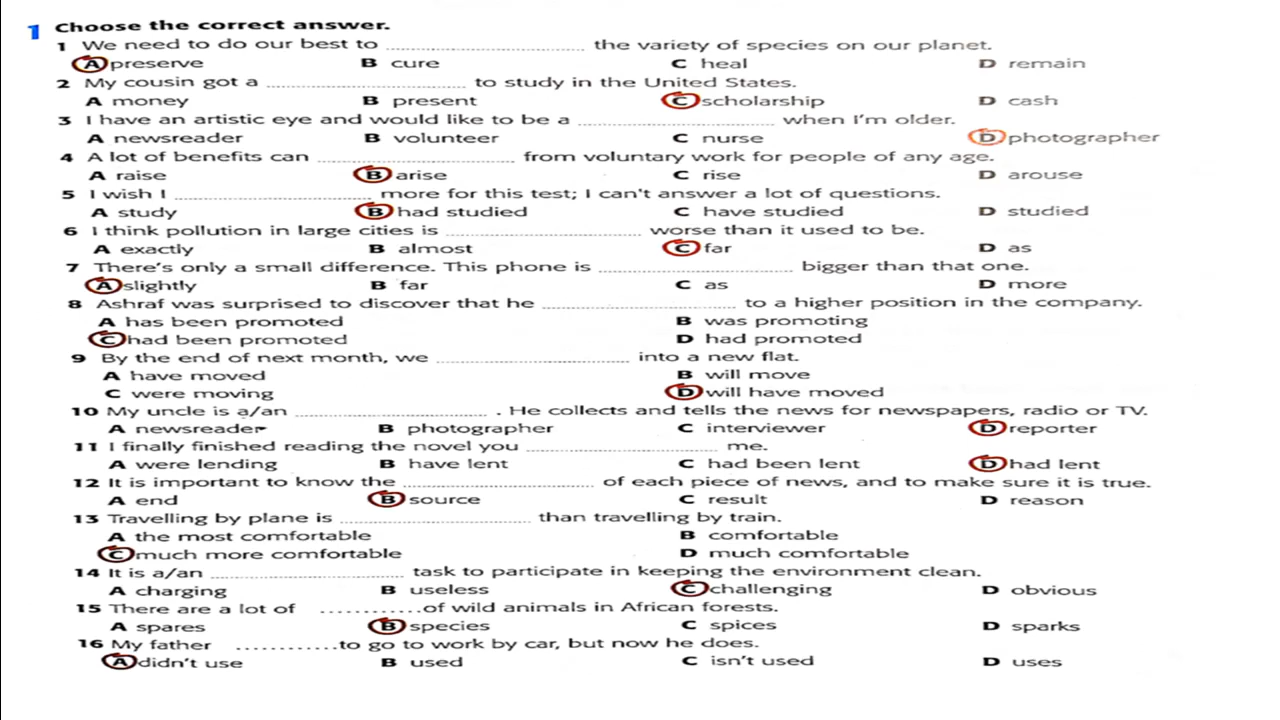 1 Choose the correct answer.
1 We need to do our best to ........................ the variety of species on our planet.
A preserve B cure C heal D remain
2 My cousin got a ........................ to study in the United States.
A money B present C scholarship D cash
3 I have an artistic eye and would like to be a ........................ when I'm older.
A newsreader B volunteer C nurse D photographer
4 A lot of benefits can ........................ from voluntary work for people of any age.
A raise B arise C rise D arouse
5 I wish I ........................ more for this test; I can't answer a lot of questions.
A study B had studied C have studied D studied
6 I think pollution in large cities is ........................ worse than it used to be.
A exactly B almost C far D as
7 There's only a small difference. This phone is ........................ bigger than that one.
A slightly B far C as D more
8 Ashraf was surprised to discover that he ........................ to a higher position in the company.
A has been promoted B was promoting
C had been promoted D had promoted
9 By the end of next month, we ........................ into a new flat.
A have moved B will move
C were moving D will have moved
10 My uncle is a/an ........................ . He collects and tells the news for newspapers, radio or TV.
A newsreader B photographer C interviewer D reporter
11 I finally finished reading the novel you ........................ me.
A were lending B have lent C had been lent D had lent
12 It is important to know the ........................ of each piece of news, and to make sure it is true.
A end B source C result D reason
13 Travelling by plane is ........................ than travelling by train.
A the most comfortable B comfortable
C much more comfortable D much comfortable
14 It is a/an ........................ task to participate in keeping the environment clean.
A charging B useless C challenging D obvious
15 There are a lot of ............of wild animals in African forests.
A spares B species C spices D sparks
16 My father ............to go to work by car, but now he does.
A didn't use B used C isn't used D uses